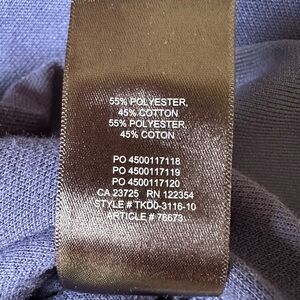 55% POLYESTER,
45% COTTON
55% POLYESTER,
45% COTON
PO 4500117118
PO 4500117119
PO 4500117120
CA 23725 RN 122354
STYLE # TKD0-3116-10
ARTICLE # 76673